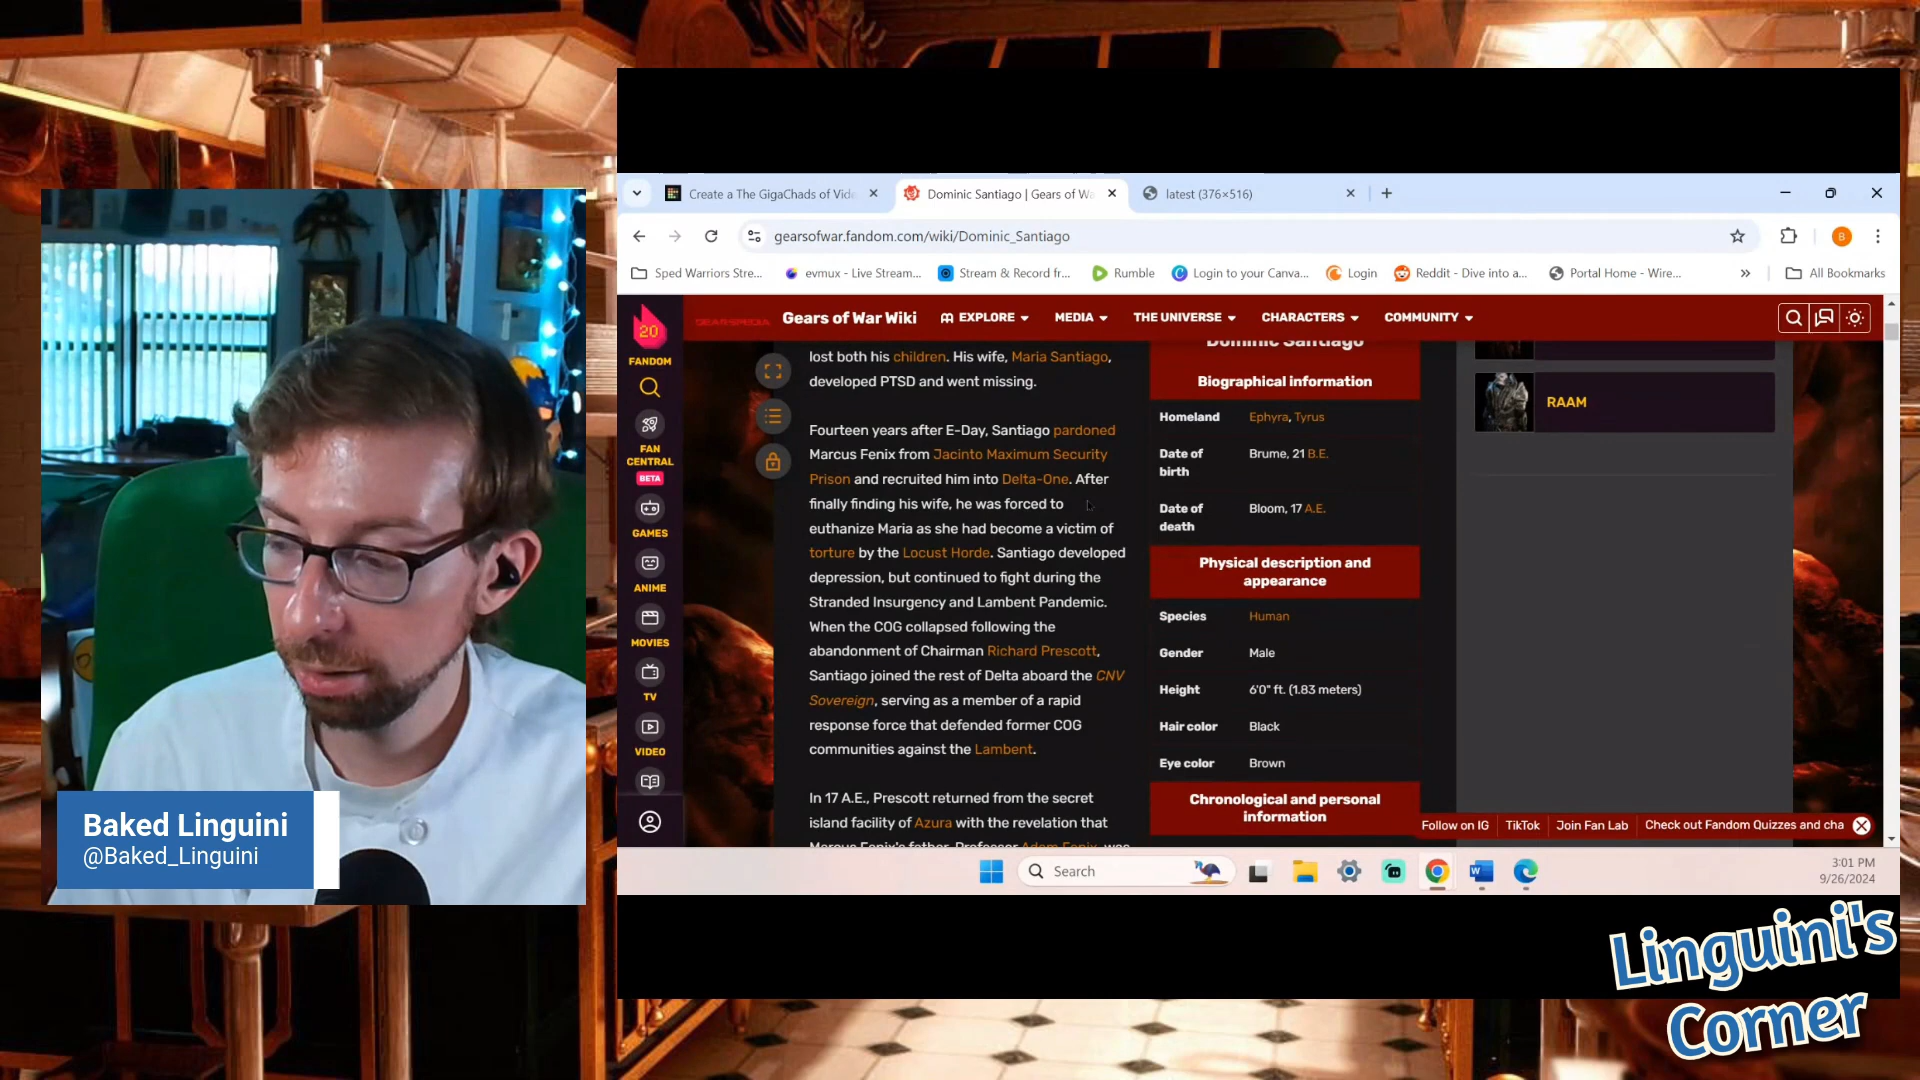 Create a The GigaChads of Vide
Dominic Santiago | Gears of Wa
latest (376×516)
gearsofwar.fandom.com/wiki/Dominic_Santiago
B
Sped Warriors Stre...
evmux - Live Stream...
Stream & Record fr...
Rumble
Login to your Canva...
Login
Reddit - Dive into a...
Portal Home - Wire...
All Bookmarks
20
FANDOM
FAN
CENTRAL
BETA
GAMES
ANIME
MOVIES
TV
VIDEO
Gears of War Wiki
EXPLORE
MEDIA
THE UNIVERSE
CHARACTERS
COMMUNITY
lost both his children. His wife, Maria Santiago,
developed PTSD and went missing.
Fourteen years after E-Day, Santiago pardoned
Marcus Fenix from Jacinto Maximum Security
Prison and recruited him into Delta-One. After
finally finding his wife, he was forced to
euthanize Maria as she had become a victim of
torture by the Locust Horde. Santiago developed
depression, but continued to fight during the
Stranded Insurgency and Lambent Pandemic.
When the COG collapsed following the
abandonment of Chairman Richard Prescott,
Santiago joined the rest of Delta aboard the CNV
Sovereign, serving as a member of a rapid
response force that defended former COG
communities against the Lambent.
In 17 A.E., Prescott returned from the secret
island facility of Azura with the revelation that
Marcus Fenix's father, Professor Adam Fenix, was
Dominic Santiago
Biographical information
Homeland Ephyra, Tyrus
Date of birth Brume, 21 B.E.
Date of death Bloom, 17 A.E.
Physical description and
appearance
Species Human
Gender Male
Height 6'0" ft. (1.83 meters)
Hair color Black
Eye color Brown
Chronological and personal
information
RAAM
Follow on IG
TikTok
Join Fan Lab
Check out Fandom Quizzes and cha
Search
3:01 PM
9/26/2024
Baked Linguini
@Baked_Linguini
Linguini's
Corner